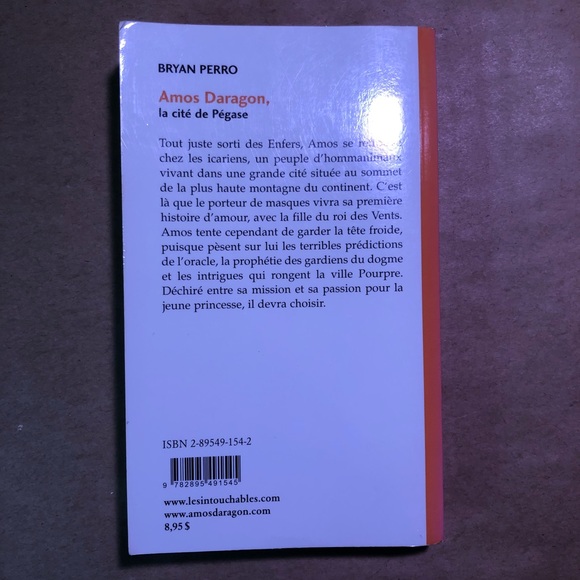 BRYAN PERRO
Amos Daragon,
la cité de Pégase
Tout juste sorti des Enfers, Amos se
chez les icariens, un peuple d'hommanimaux
vivant dans une grande cité située au sommet
de la plus haute montagne du continent. C'est
là que le porteur de masques vivra sa première
histoire d'amour, avec la fille du roi des Vents.
Amos tente cependant de garder la tête froide,
puisque pèsent sur lui les terribles prédictions
de l'oracle, la prophétie des gardiens du dogme
et les intrigues qui rongent la ville Pourpre.
Déchiré entre sa mission et sa passion pour la
jeune princesse, il devra choisir.
ISBN 2-89549-154-2
9 782895 491545
www.lesintouchables.com
www.amosdaragon.com
8,95 $